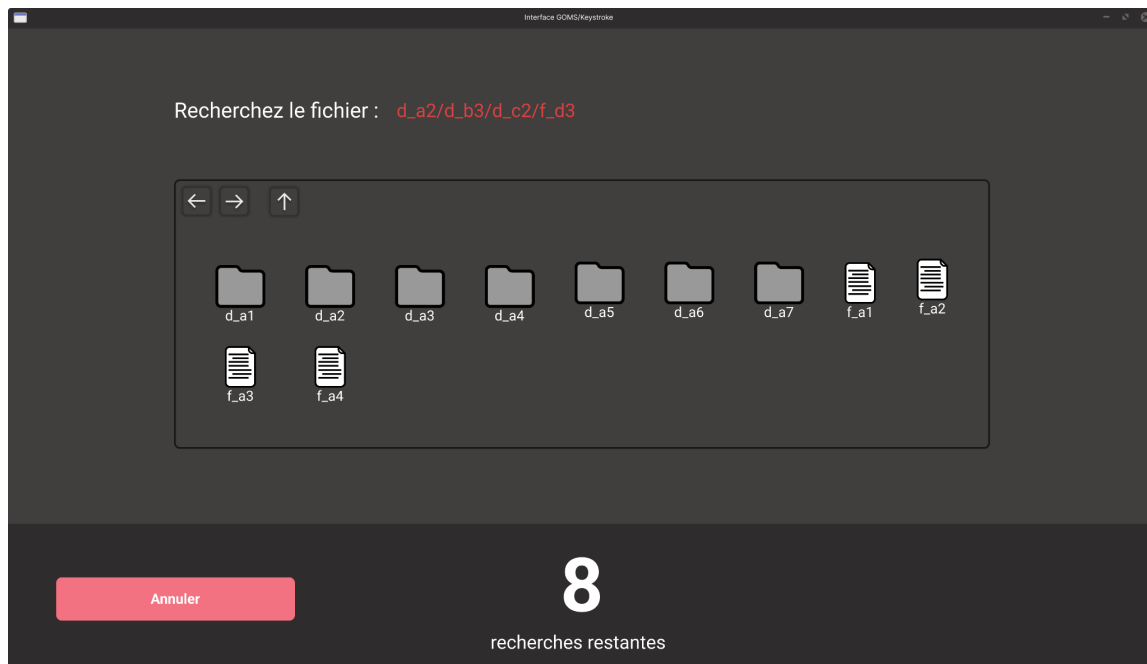 Interface GOMS/Keystroke
Recherchez le fichier : d_a2/d_b3/d_c2/f_d3
d_a1 d_a2 d_a3 d_a4 d_a5 d_a6 d_a7 f_a1 f_a2
f_a3 f_a4
8
Annuler
recherches restantes